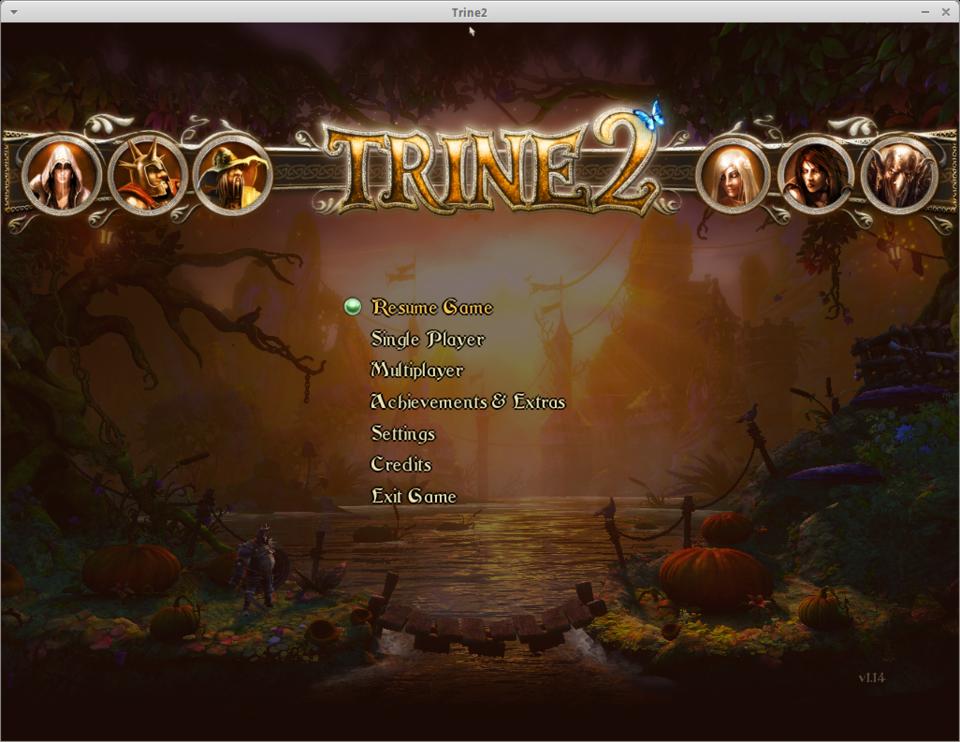 Trine2
TRINE 2
Resume Game
Single Player
Multiplayer
Achievements & Extras
Settings
Credits
Exit Game
v1.14